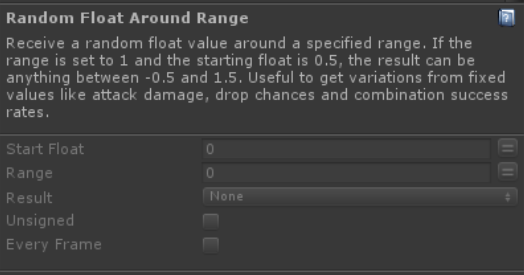 Random Float Around Range
Receive a random float value around a specified range. If the
range is set to 1 and the starting float is 0.5, the result can be
anything between -0.5 and 1.5. Useful to get variations from fixed
values like attack damage, drop chances and combination success
rates.
Start Float 0
Range 0
Result None
Unsigned
Every Frame